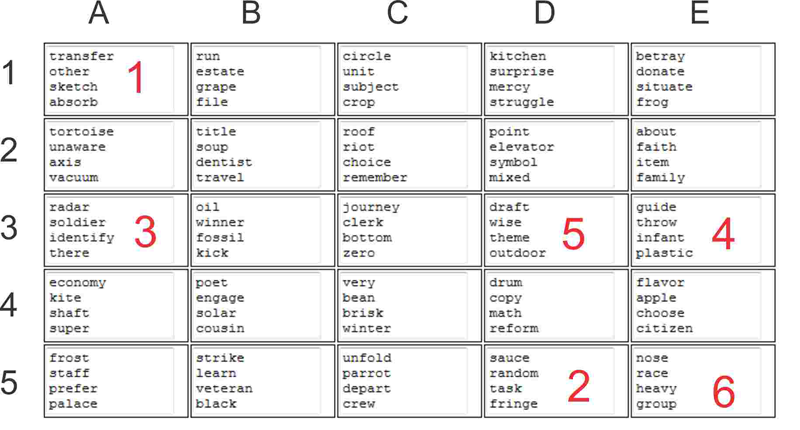 A B C D E
1
transfer
other
sketch
absorb
1
run
estate
grape
file
circle
unit
subject
crop
kitchen
surprise
mercy
struggle
betray
donate
situate
frog
2
tortoise
unaware
axis
vacuum
title
soup
dentist
travel
roof
riot
choice
remember
point
elevator
symbol
mixed
about
faith
item
family
3
radar
soldier
identify
there
3
oil
winner
fossil
kick
journey
clerk
bottom
zero
draft
wise
theme
outdoor
5
guide
throw
infant
plastic
4
4
economy
kite
shaft
super
poet
engage
solar
cousin
very
bean
brisk
winter
drum
copy
math
reform
flavor
apple
choose
citizen
5
frost
staff
prefer
palace
strike
learn
veteran
black
unfold
parrot
depart
crew
sauce
random
task
fringe
2
nose
race
heavy
group
6